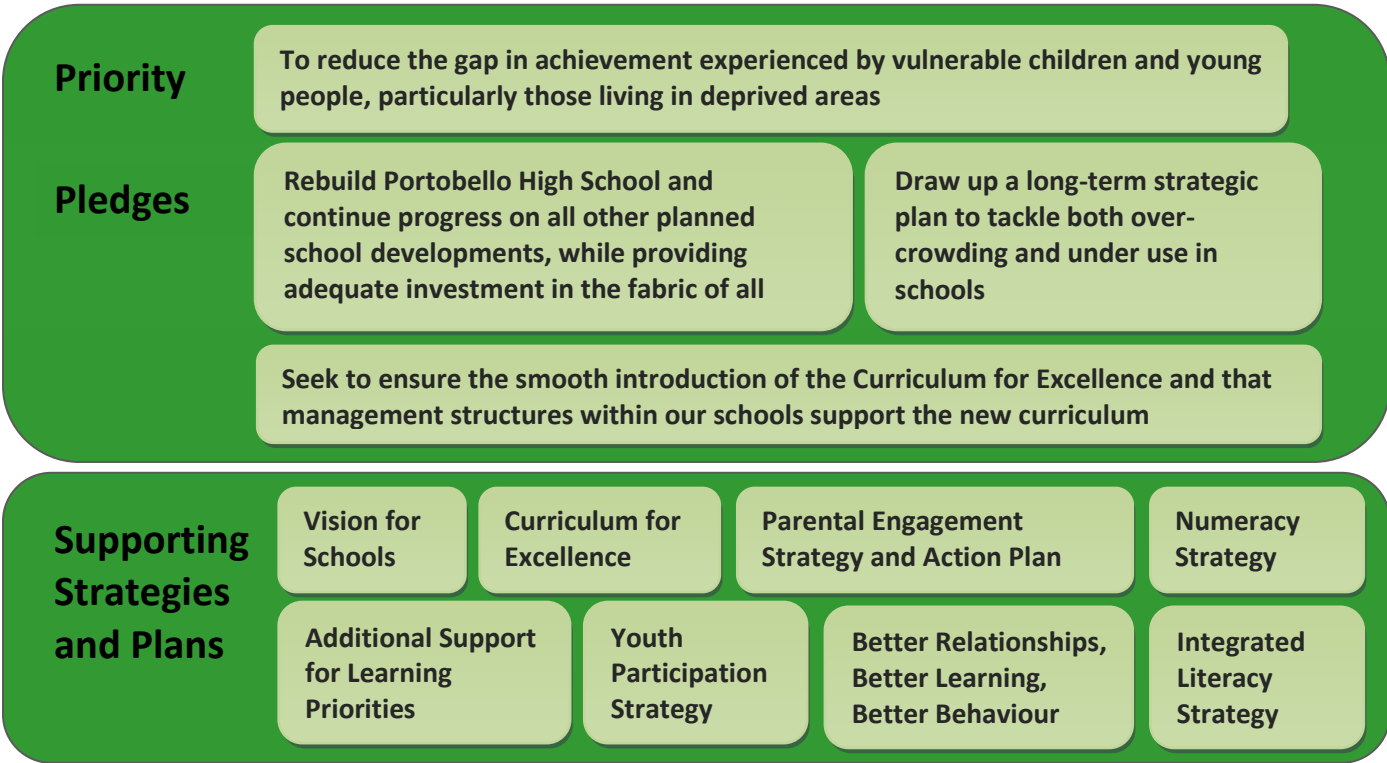 Priority
To reduce the gap in achievement experienced by vulnerable children and young
people, particularly those living in deprived areas
Pledges
Rebuild Portobello High School and
continue progress on all other planned
school developments, while providing
adequate investment in the fabric of all
Draw up a long-term strategic
plan to tackle both over-
crowding and under use in
schools
Seek to ensure the smooth introduction of the Curriculum for Excellence and that
management structures within our schools support the new curriculum
Supporting
Strategies
and Plans
Vision for
Schools
Curriculum for
Excellence
Parental Engagement
Strategy and Action Plan
Numeracy
Strategy
Additional Support
for Learning
Priorities
Youth
Participation
Strategy
Better Relationships,
Better Learning,
Better Behaviour
Integrated
Literacy
Strategy